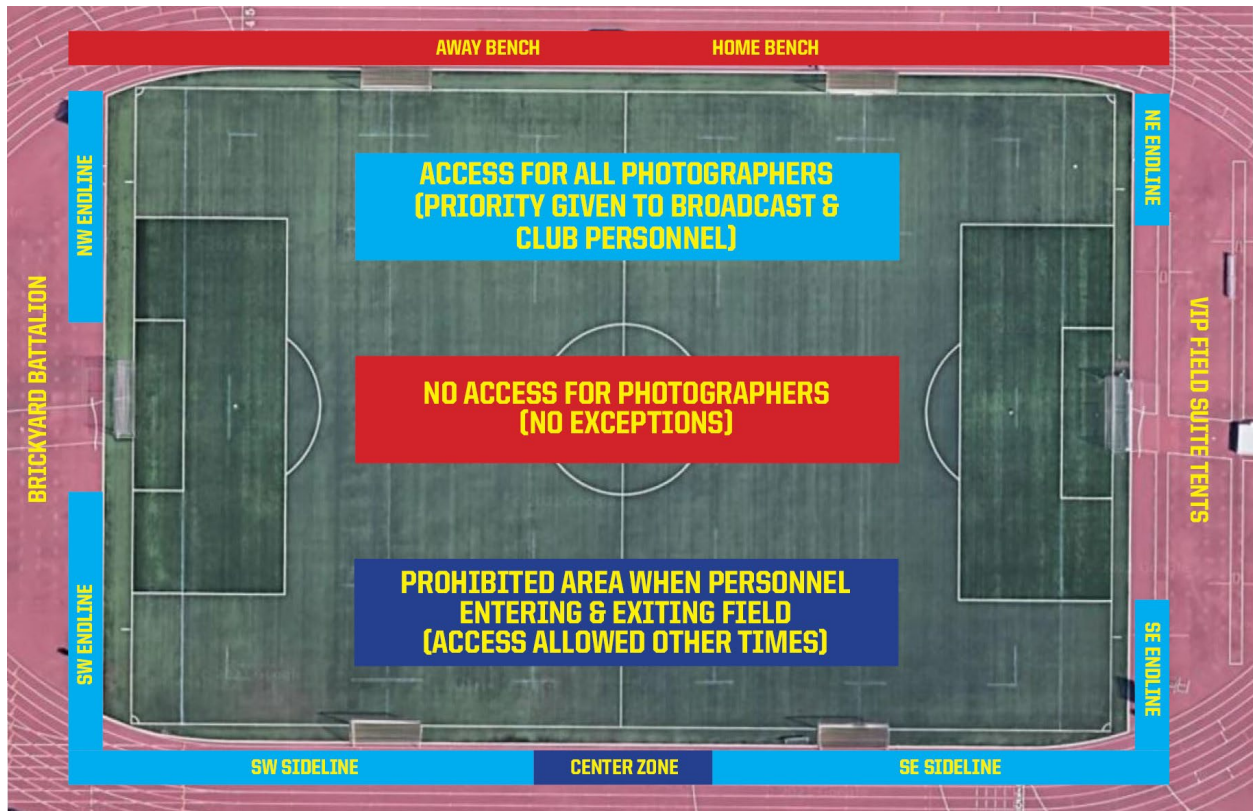 AWAY BENCH
HOME BENCH
NW ENDLINE
NE ENDLINE
ACCESS FOR ALL PHOTOGRAPHERS
(PRIORITY GIVEN TO BROADCAST &
CLUB PERSONNEL)
BRICKYARD BATTALION
VIP FIELD SUITE TENTS
NO ACCESS FOR PHOTOGRAPHERS
(NO EXCEPTIONS)
PROHIBITED AREA WHEN PERSONNEL
ENTERING & EXITING FIELD
(ACCESS ALLOWED OTHER TIMES)
SW ENDLINE
SE ENDLINE
SW SIDELINE
CENTER ZONE
SE SIDELINE